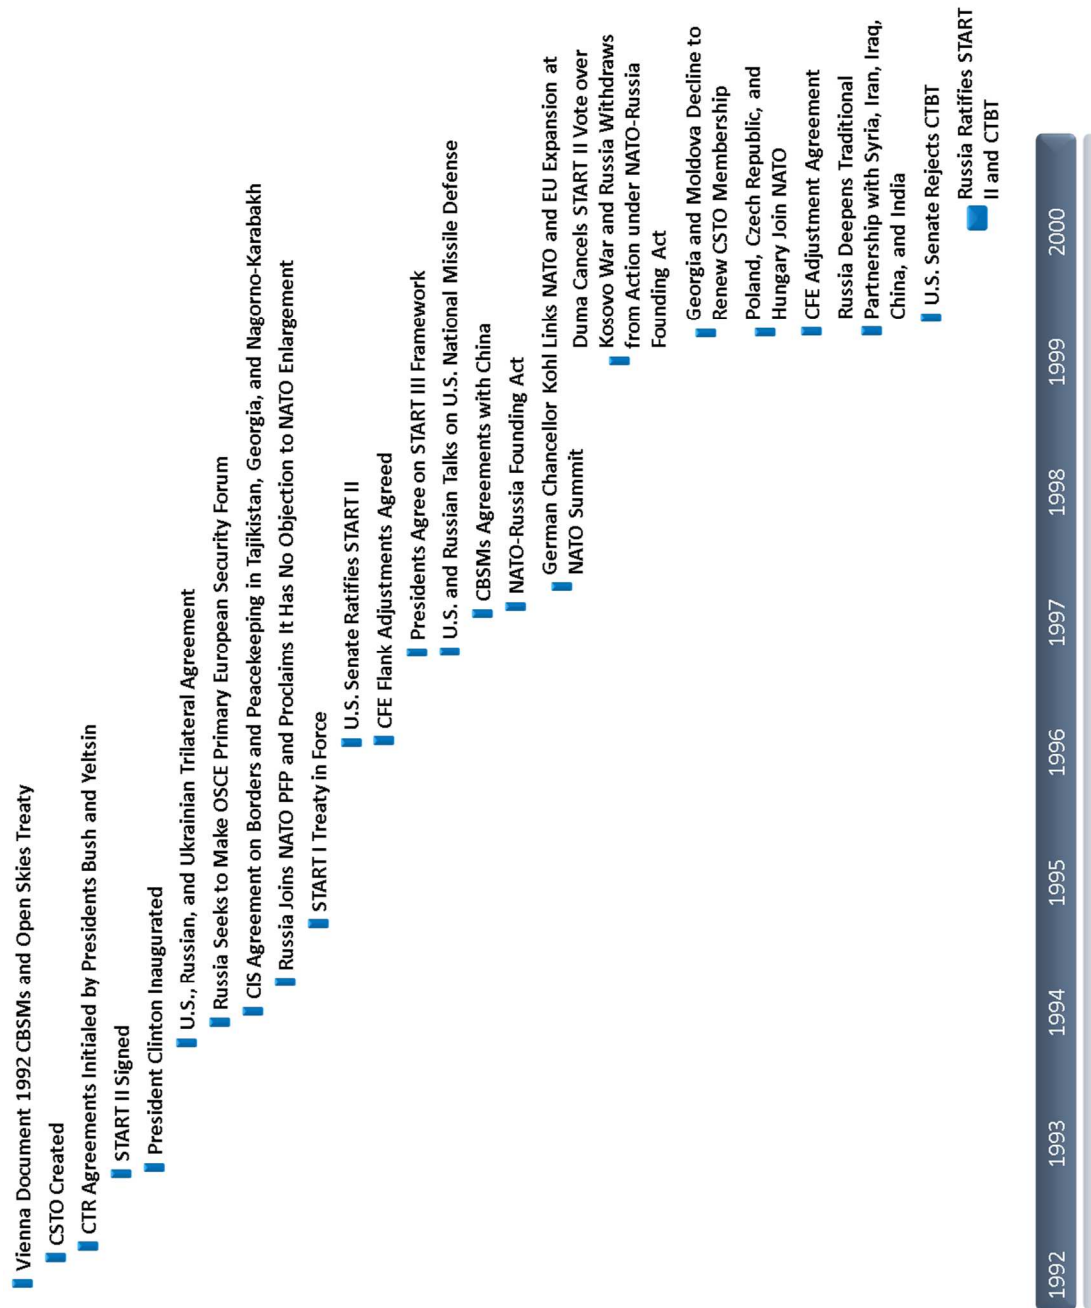 Vienna Document 1992 CBSMs and Open Skies Treaty
CSTO Created
CTR Agreements Initialed by Presidents Bush and Yeltsin
START II Signed
President Clinton Inaugurated
U.S., Russian, and Ukrainian Trilateral Agreement
Russia Seeks to Make OSCE Primary European Security Forum
CIS Agreement on Borders and Peacekeeping in Tajikistan, Georgia, and Nagorno-Karabakh
Russia Joins NATO PFP and Proclaims It Has No Objection to NATO Enlargement
START I Treaty in Force
U.S. Senate Ratifies START II
CFE Flank Adjustments Agreed
Presidents Agree on START III Framework
U.S. and Russian Talks on U.S. National Missile Defense
CBSMs Agreements with China
NATO-Russia Founding Act
German Chancellor Kohl Links NATO and EU Expansion at
NATO Summit
Duma Cancels START II Vote over
Kosovo War and Russia Withdraws
from Action under NATO-Russia
Founding Act
Georgia and Moldova Decline to
Renew CSTO Membership
Poland, Czech Republic, and
Hungary Join NATO
CFE Adjustment Agreement
Russia Deepens Traditional
Partnership with Syria, Iran, Iraq,
China, and India
U.S. Senate Rejects CTBT
Russia Ratifies START
II and CTBT
1992 1993 1994 1995 1996 1997 1998 1999 2000